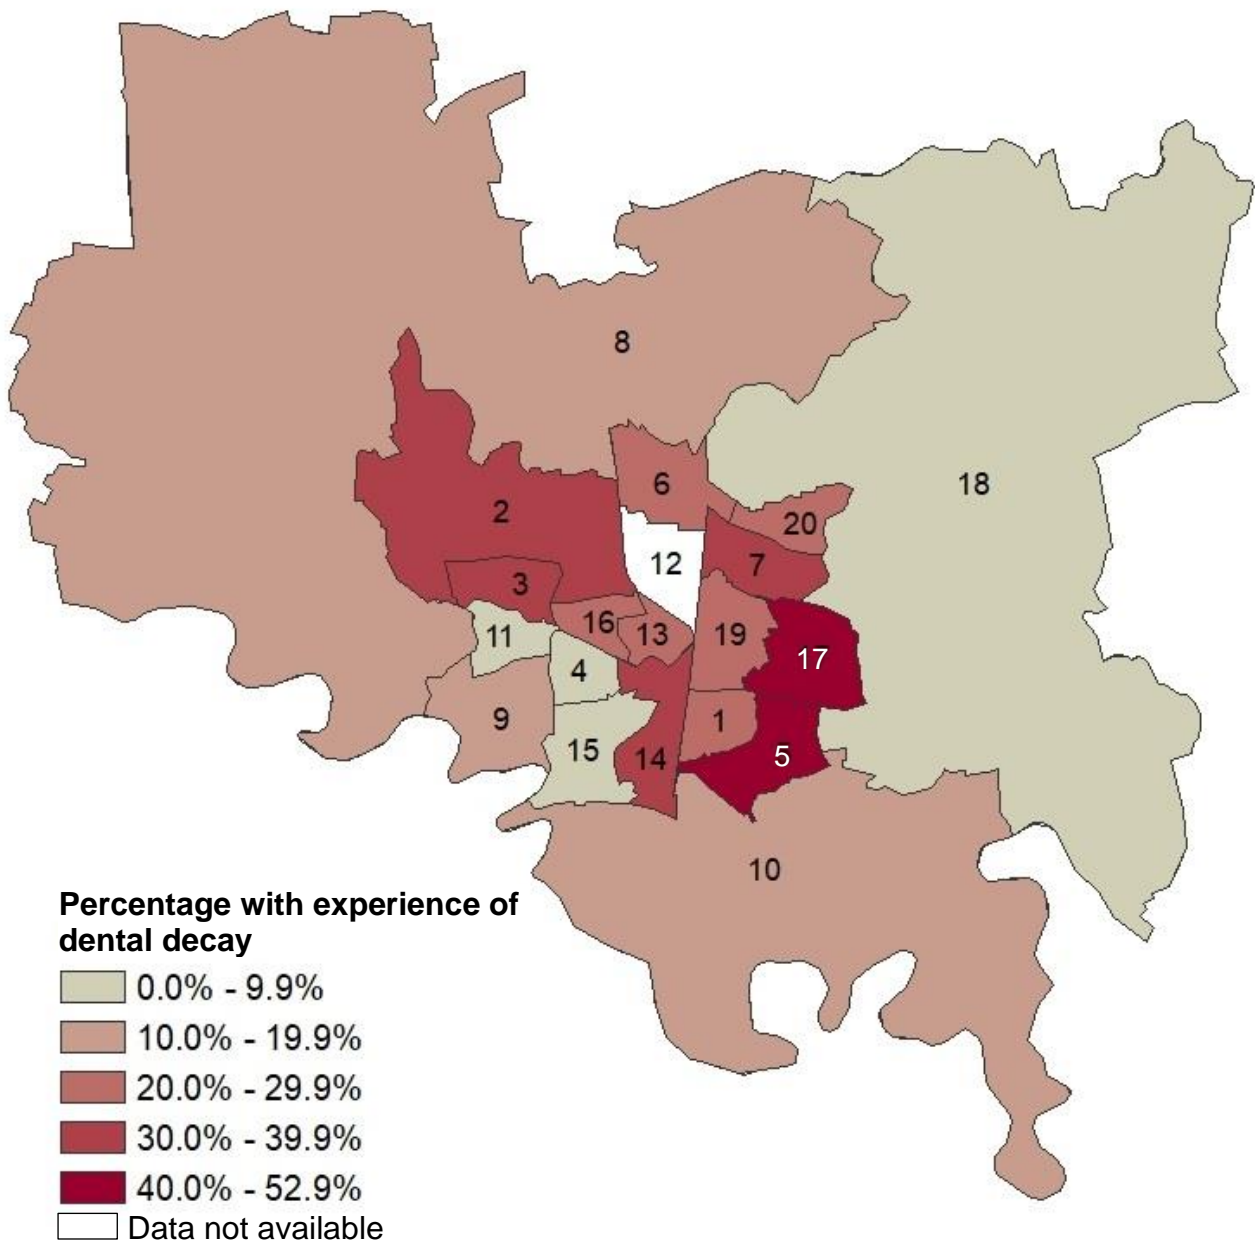 8
18
6
2
20
12
7
3
16
13
19
11
17
4
9
1
15
14
5
10
Percentage with experience of
dental decay
0.0% - 9.9%
10.0% - 19.9%
20.0% - 29.9%
30.0% - 39.9%
40.0% - 52.9%
Data not available